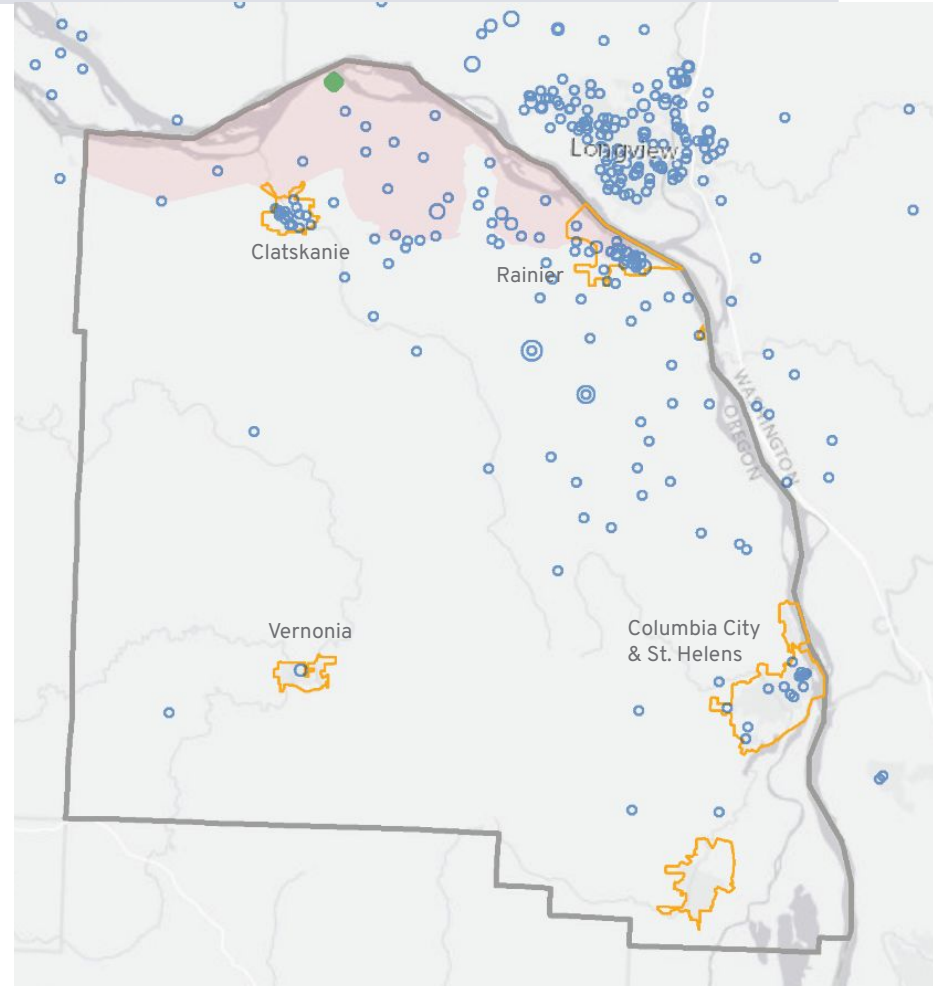 Longview
Clatskanie
Rainier
WASHINGTON
OREGON
Vernonia
Columbia City
& St. Helens